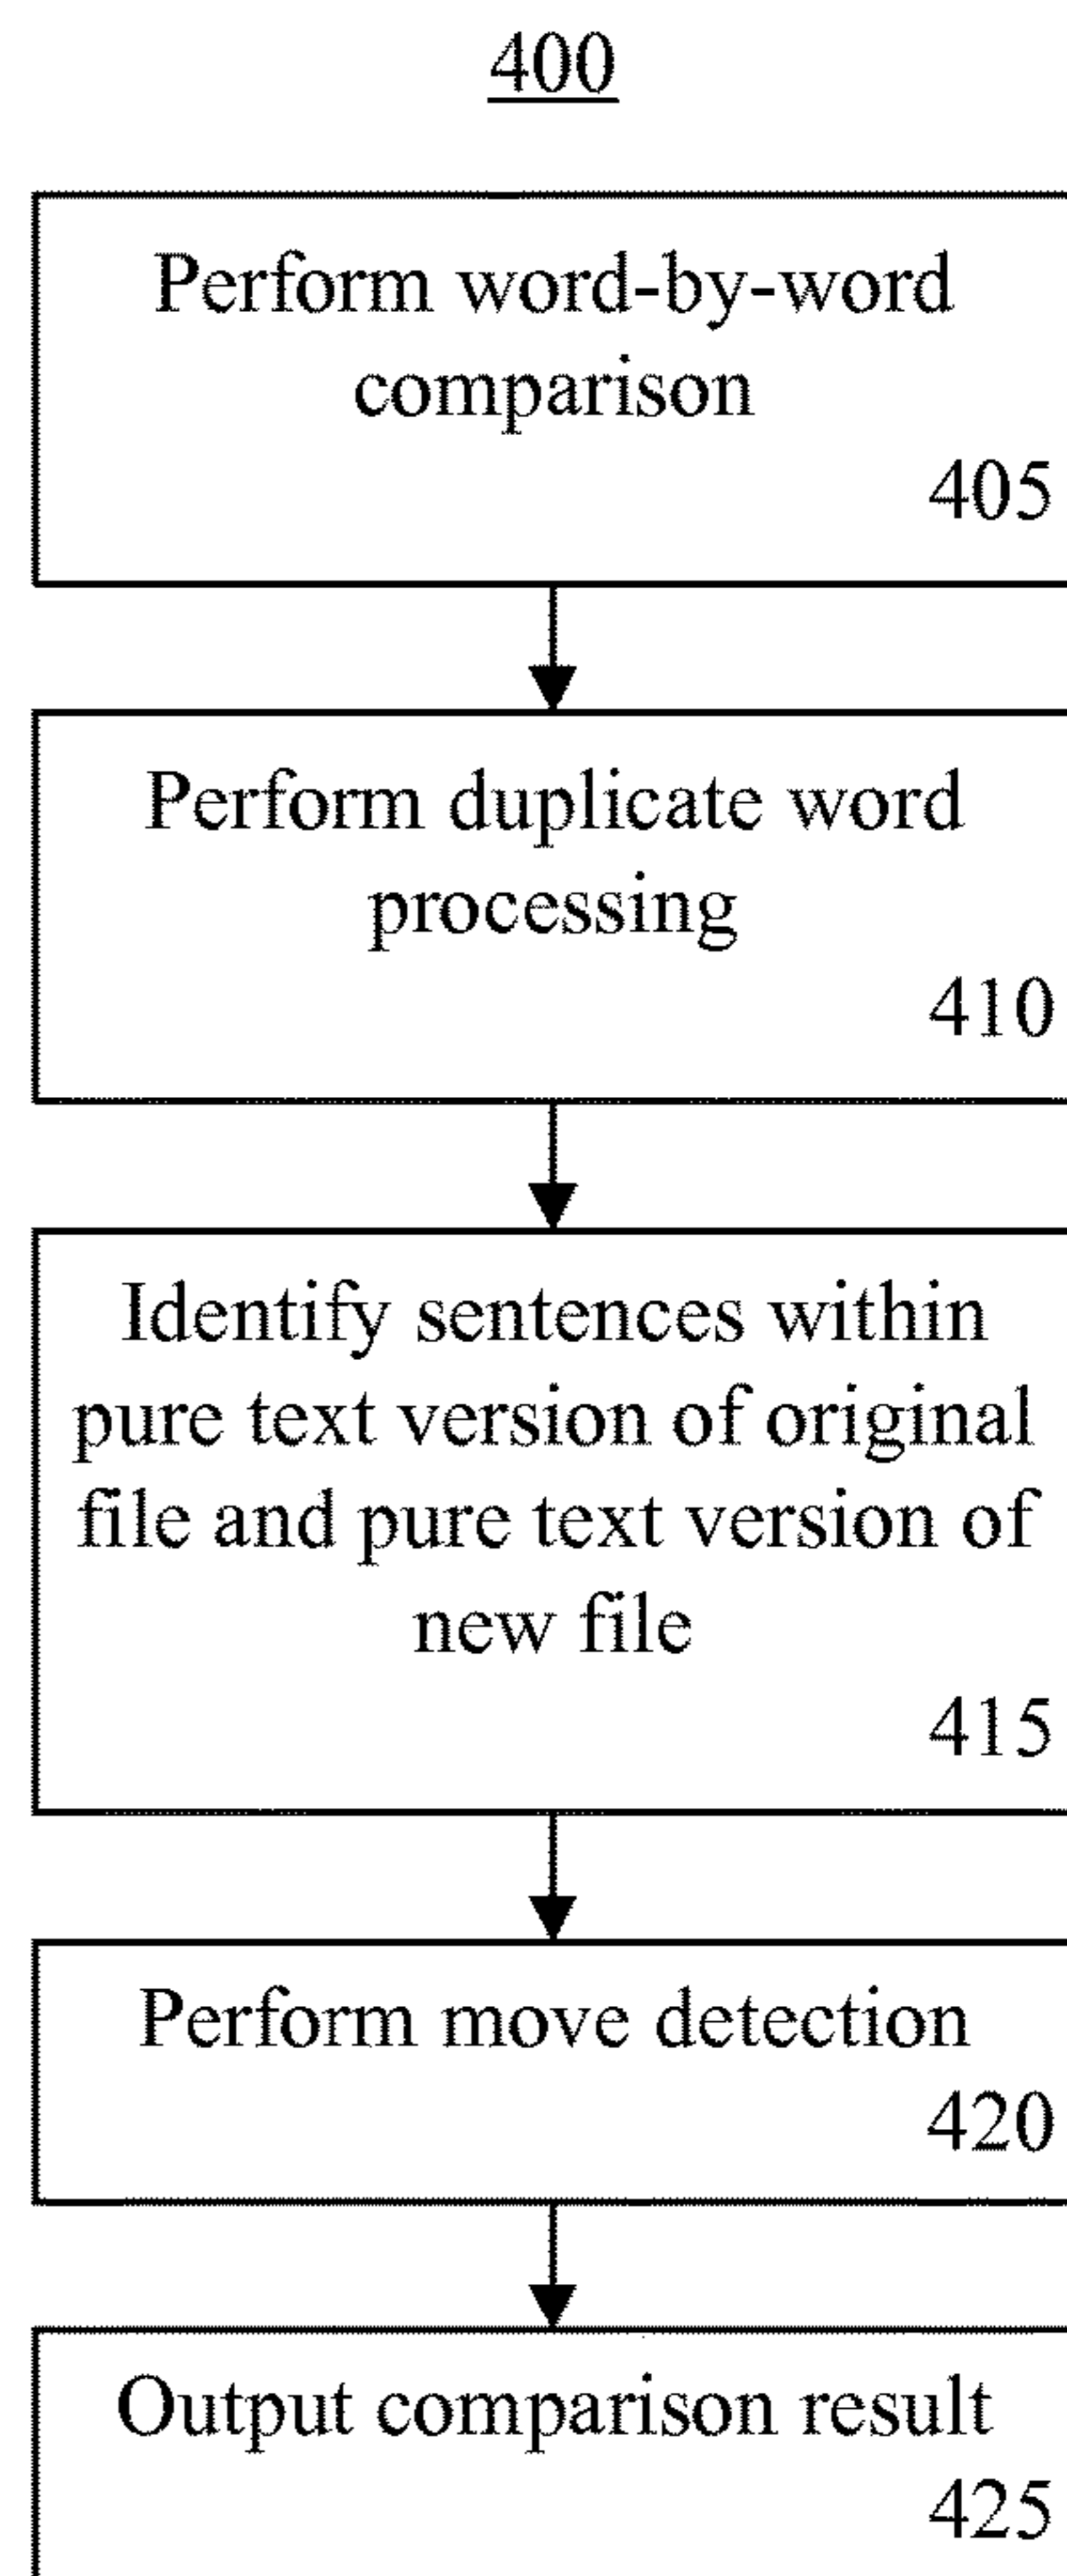 400
Perform word-by-word
comparison
405
Perform duplicate word
processing
410
Identify sentences within
pure text version of original
file and pure text version of
new file
415
Perform move detection
420
Output comparison result
425